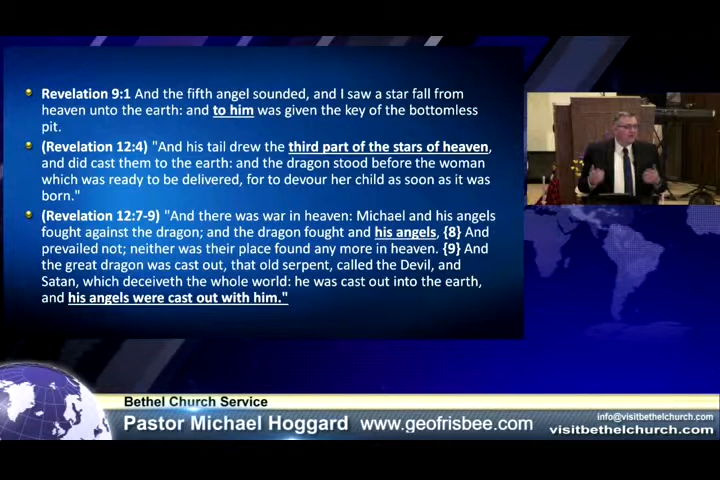 Revelation 9:1 And the fifth angel sounded, and I saw a star fall from
heaven unto the earth: and to him was given the key of the bottomless
pit.
(Revelation 12:4) "And his tail drew the third part of the stars of heaven,
and did cast them to the earth: and the dragon stood before the woman
which was ready to be delivered, for to devour her child as soon as it was
born."
(Revelation 12:7-9) "And there was war in heaven: Michael and his angels
fought against the dragon; and the dragon fought and his angels, {8} And
prevailed not; neither was their place found any more in heaven. {9} And
the great dragon was cast out, that old serpent, called the Devil, and
Satan, which deceiveth the whole world: he was cast out into the earth,
and his angels were cast out with him."
Bethel Church Service
Pastor Michael Hoggard www.geofrisbee.com
info@visitbethelchurch.com
visitbethelchurch.com